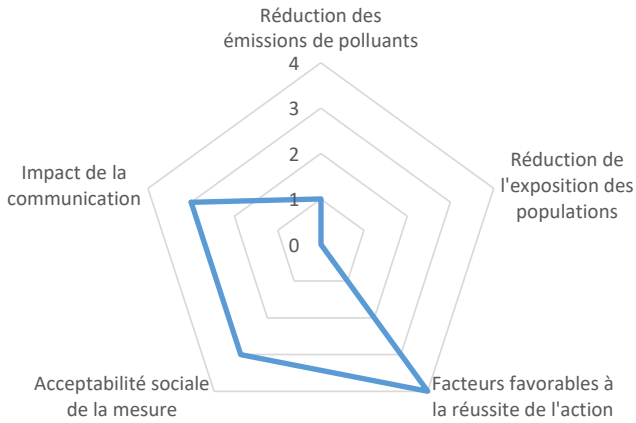 Réduction des
émissions de polluants
4
3
2
1
0
Réduction de
l'exposition des
populations
Facteurs favorables à
la réussite de l'action
Acceptabilité sociale
de la mesure
Impact de la
communication